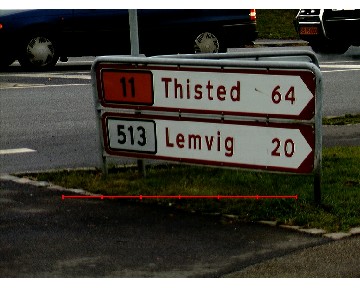 11 Thisted 64
513 Lemvig 20